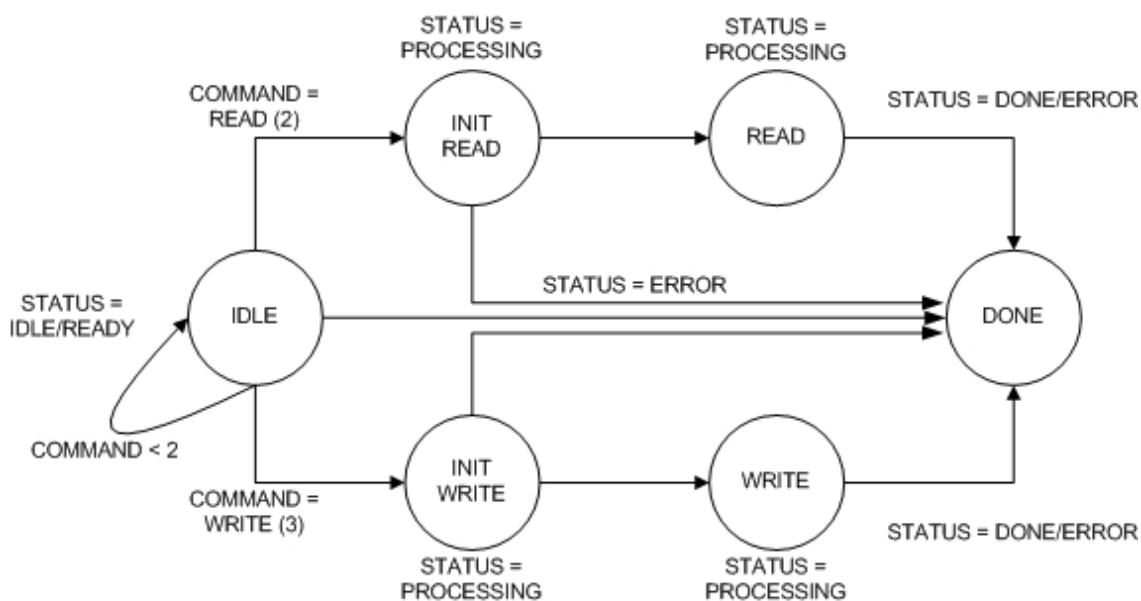 STATUS =
PROCESSING
STATUS =
PROCESSING
COMMAND =
READ (2)
STATUS = DONE/ERROR
INIT
READ
READ
STATUS = ERROR
STATUS =
IDLE/READY
IDLE
DONE
COMMAND < 2
COMMAND =
WRITE (3)
INIT
WRITE
WRITE
STATUS = DONE/ERROR
STATUS =
PROCESSING
STATUS =
PROCESSING